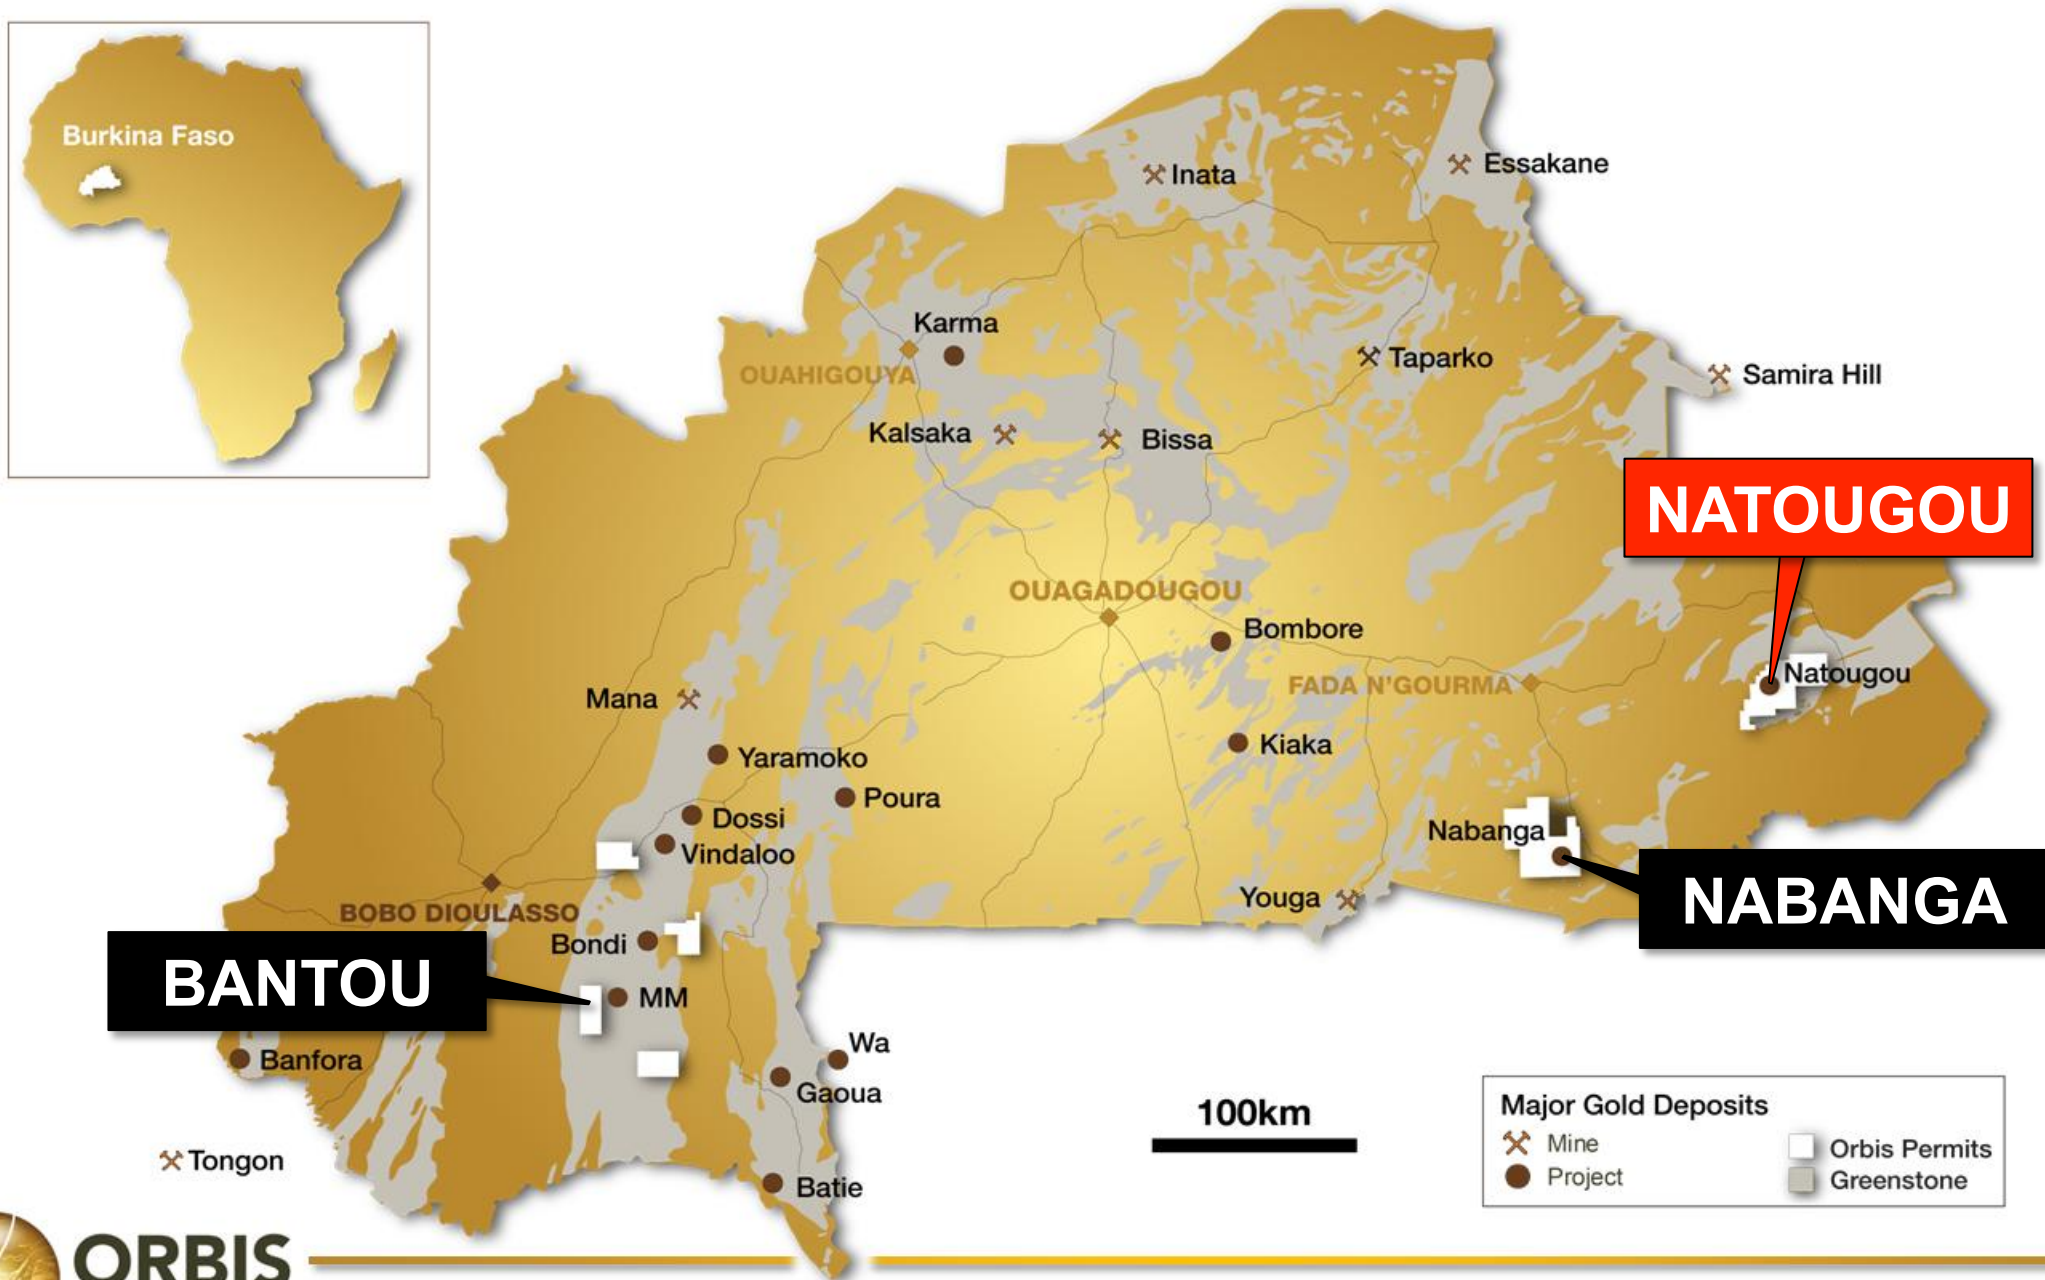 Burkina Faso
Inata
Essakane
Karma
OUAHIGOUYA
Taparko
Samira Hill
Kalsaka
Bissa
NATOUGOU
OUAGADOUGOU
Bombore
Natougou
FADA N'GOURMA
Mana
Kiaka
Yaramoko
Poura
Dossi
Nabanga
Vindaloo
NABANGA
Youga
BOBO DIOULASSO
Bondi
BANTOU
MM
Wa
Banfora
Gaoua
100km
Major Gold Deposits
Mine
Orbis Permits
Project
Greenstone
Tongon
Batie
ORBIS